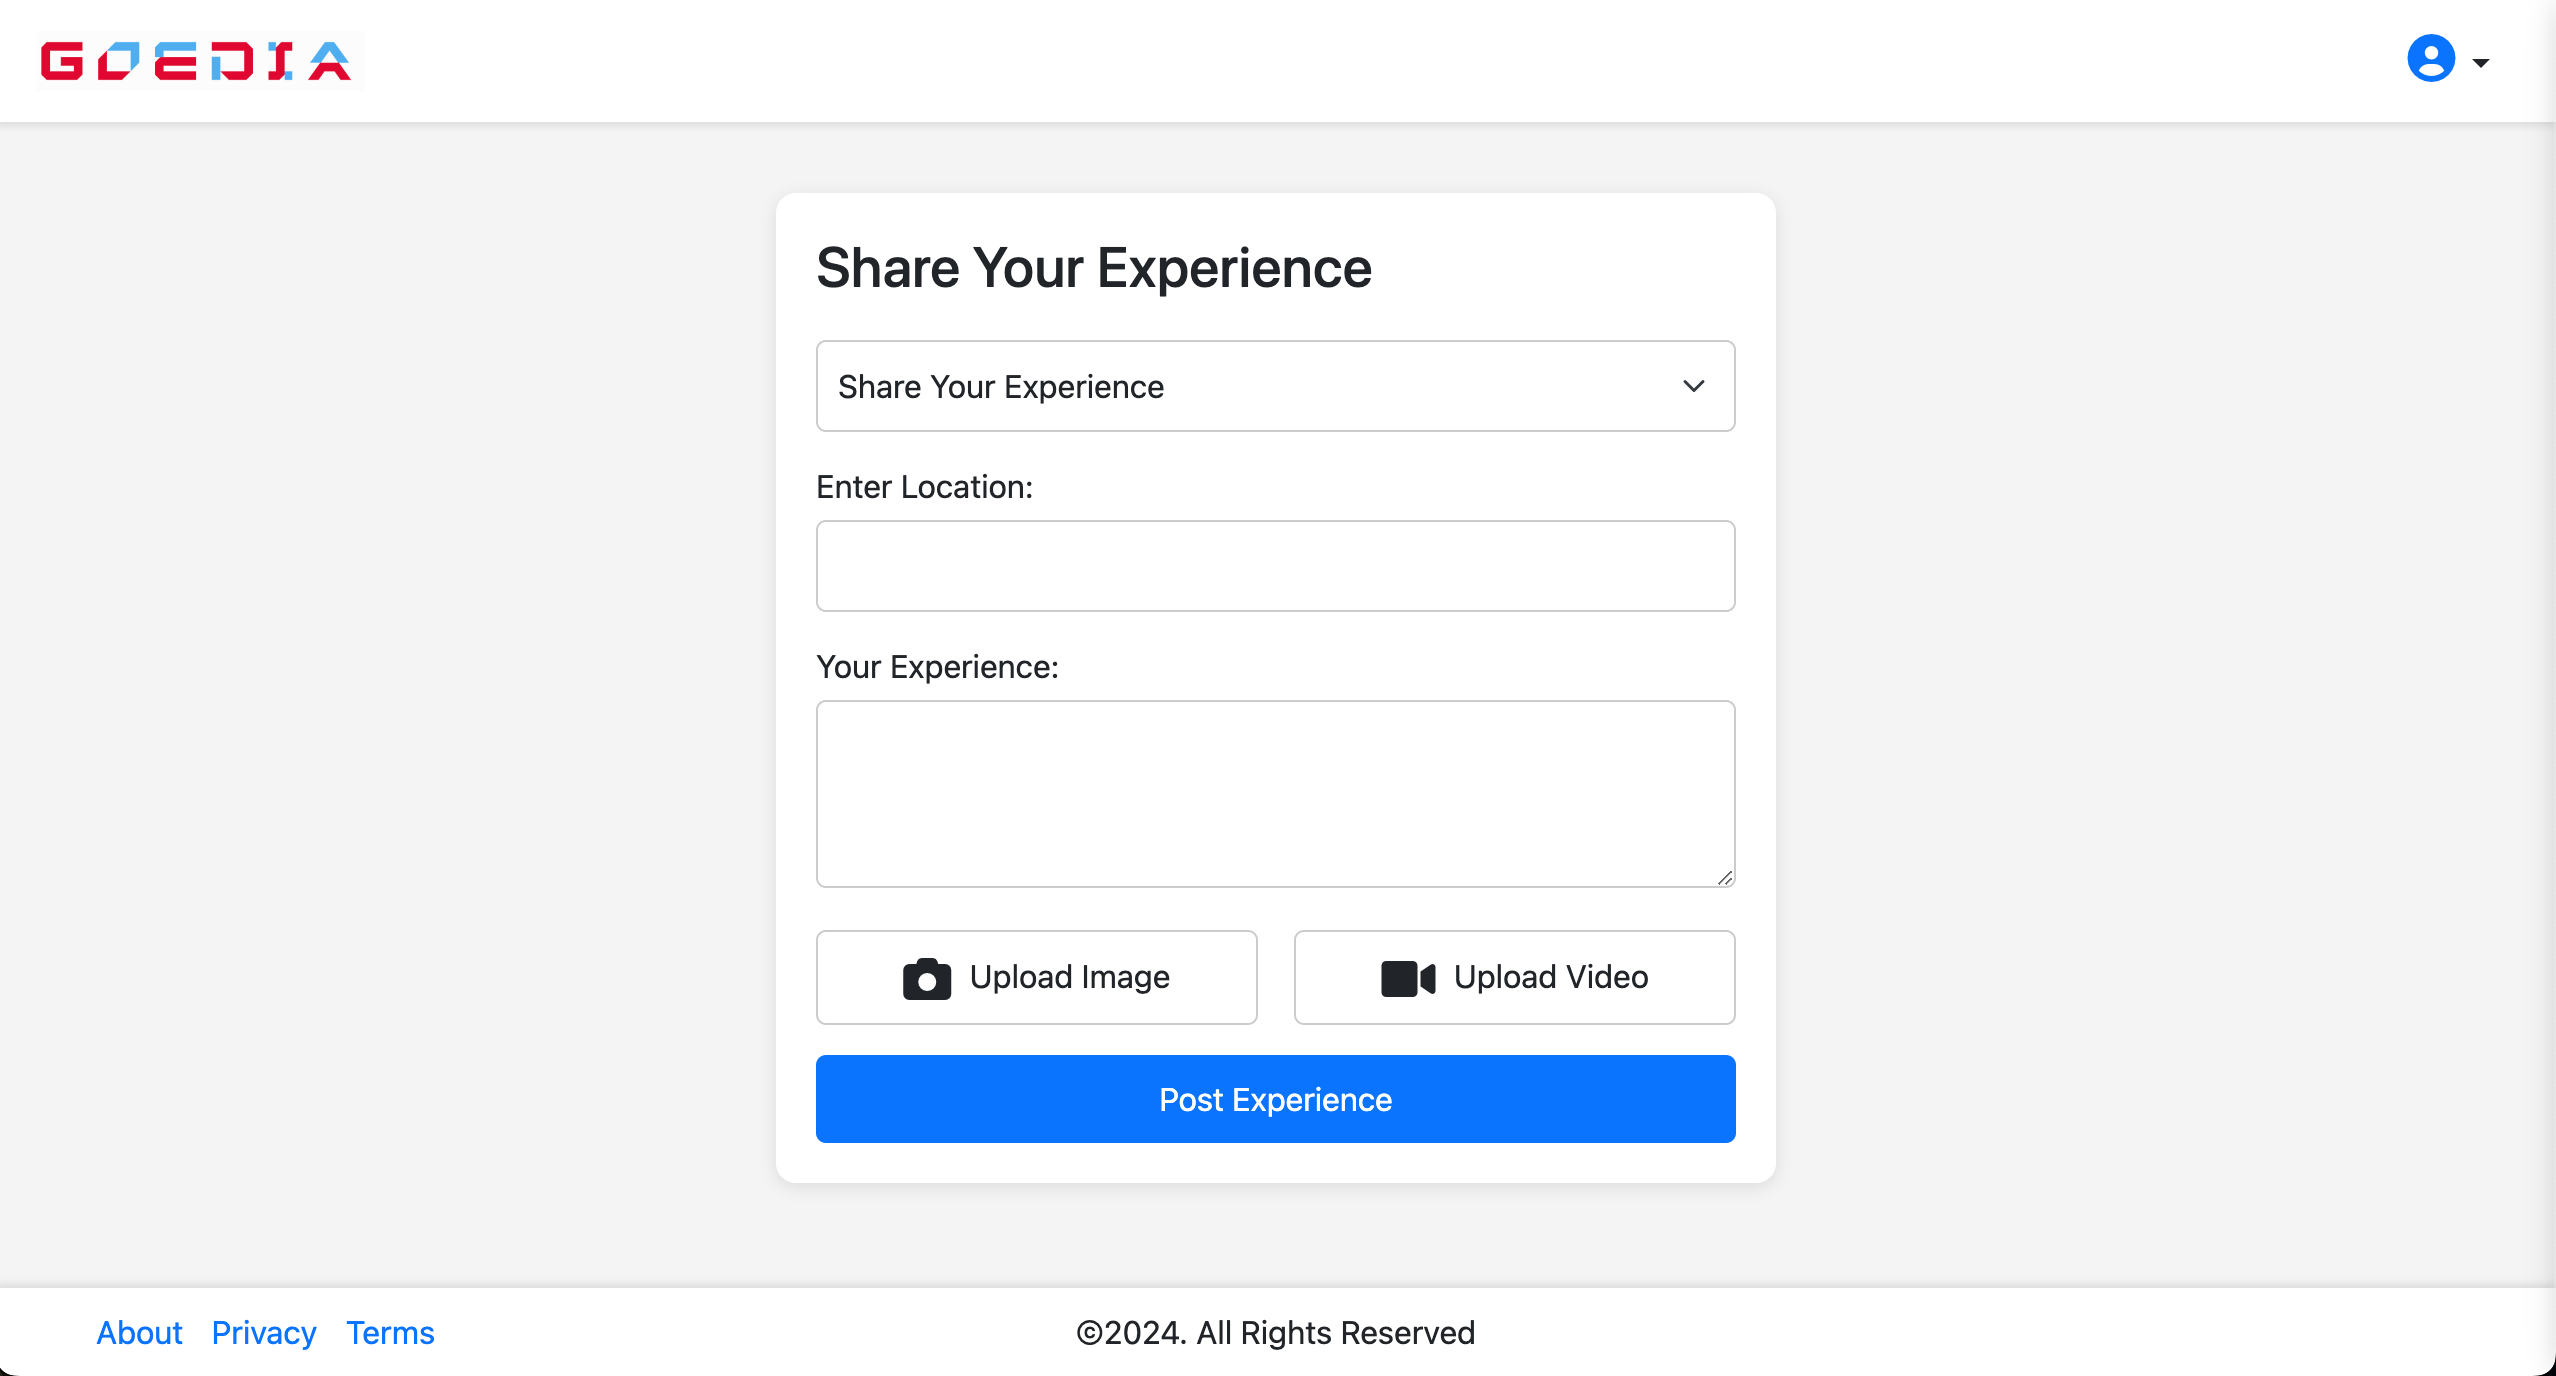 GOEDIA
Share Your Experience
Share Your Experience
Enter Location:
Your Experience:
Upload Image Upload Video
Post Experience
About Privacy Terms ©2024. All Rights Reserved